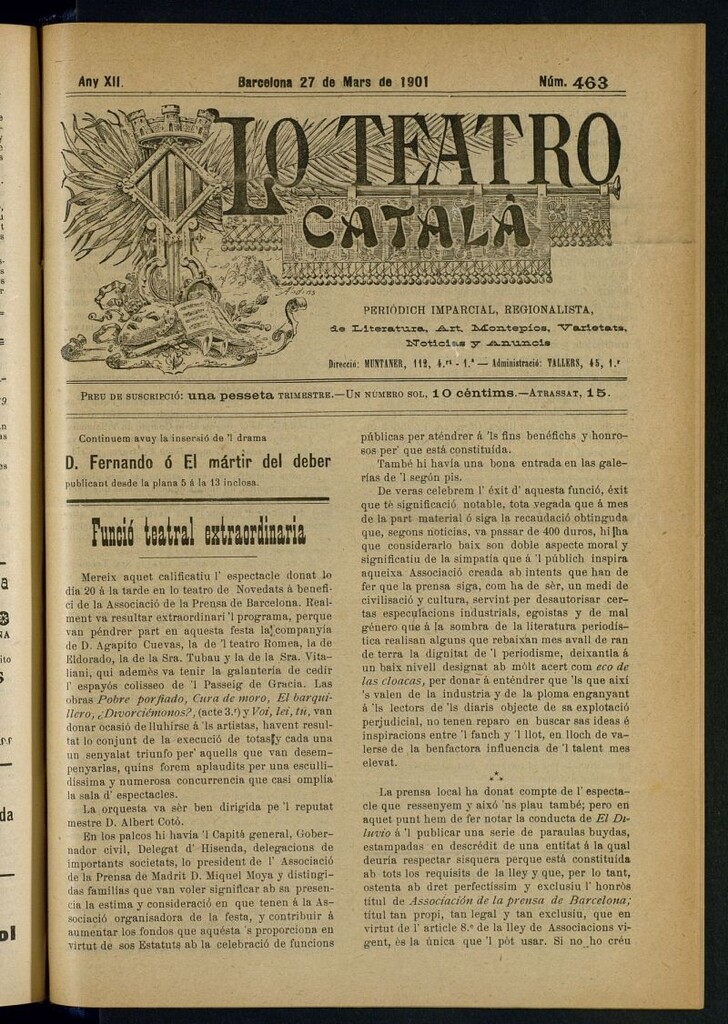 Any XII.
Barcelona 27 de Mars de 1901
Núm. 463
LO TEATRO
CATALÀ
PERIÓDICH IMPARCIAL, REGIONALISTA,
de Literatura, Art, Montepíos, Varietats,
Noticias y Anuncis
Direcció: MUNTANER, 112, 4.rt - 1.ª — Administració: TALLERS, 45, 1.r
PREU DE SUSCRIPCIÓ: una pesseta TRIMESTRE.—UN NÚMERO SOL, 10 céntims.—ATRASSAT, 15.
Continuem avuy la inserció de 'l drama
D. Fernando ó El mártir del deber
publicant desde la plana 5 á la 13 inclosa.
Funció teatral extraordinaria
Mereix aquet calificatiu l' espectacle donat lo
día 20 á la tarde en lo teatro de Novedats á benefi-
ci de la Associació de la Prensa de Barcelona. Real-
ment va resultar extraordinari 'l programa, perque
van péndrer part en aquesta festa la companyia
de D. Agapito Cuevas, la de 'l teatro Romea, la de
Eldorado, la de la Sra. Tubau y la de la Sra. Vita-
liani, qui ademès va tenir la galantería de cedir
l' espayós colisseo de 'l Passeig de Gracia. Las
obras Pobre porfiado, Cura de moro, El barqui-
llero, ¿Divorciémonos?, (acte 3.r) y Voi, lei, tu, van
donar ocasió de lluhirse á 'ls artistas, havent resul-
tat lo conjunt de la execució de totas y cada una
un senyalat triunfo per' aquells que van desem-
penyarlas, quins forem aplaudits per una esculli-
díssima y numerosa concurrencia que casi omplia
la sala d' espectacles.
La orquesta va sèr ben dirigida pe 'l reputat
mestre D. Albert Cotó.
En los palcos hi havia 'l Capitá general, Gober-
nador civil, Delegat d' Hisenda, delegacions de
importants societats, lo president de l' Associació
de la Prensa de Madrit D. Miquel Moya y distingi-
das familias que van voler significar ab sa presen-
cia la estima y consideració en que tenen á la As-
sociació organisadora de la festa, y contribuir á
aumentar los fondos que aquésta 's proporciona en
virtut de sos Estatuts ab la celebració de funcions
públicas per aténdrer á 'ls fins benéfichs y honro-
sos per' que està constituída.
També hi havía una bona entrada en las gale-
rías de 'l segón pis.
De veras celebrem l' éxit d' aquesta funció, éxit
que tè significació notable, tota vegada que á mes
de la part material ó siga la recaudació obtinguda
que, segons noticias, va passar de 400 duros, hi ha
que considerarlo baix son doble aspecte moral y
significatiu de la simpatía que á 'l públich inspira
aqueixa Associació creada ab intents que han de
fer que la prensa siga, com ha de sèr, un medi de
civilisació y cultura, servint per desautorisar cer-
tas especulacions industrials, egoistas y de mal
género que á la sombra de la literatura periodís-
tica realisan alguns que rebaixan mes avall de ran
de terra la dignitat de 'l periodisme, deixantla á
un baix nivell designat ab mòlt acert com eco de
las cloacas, per donar á enténdrer que 'ls que aixi
's valen de la industria y de la ploma enganyant
á 'ls lectors de 'ls diaris objecte de sa explotació
perjudicial, no tenen reparo en buscar sas ideas é
inspiracions entre 'l fanch y 'l llot, en lloch de va-
lerse de la benfactora influencia de 'l talent mes
elevat.
***
La prensa local ha donat compte de l' especta-
cle que ressenyem y aixó 'ns plau també; pero en
aquet punt hem de fer notar la conducta de El Di-
luvio á 'l publicar una serie de paraulas buydas,
estampadas en descrédit de una entitat á la qual
deuría respectar sisquera perque está constituída
ab tots los requisits de la lley y que, per lo tant,
ostenta ab dret perfectíssim y exclusiu l' honròs
títul de Associación de la prensa de Barcelona;
títul tan propi, tan legal y tan exclusiu, que en
virtut de l' article 8.e de la lley de Associacions vi-
gent, ès la única que 'l pòt usar. Si no ho créu